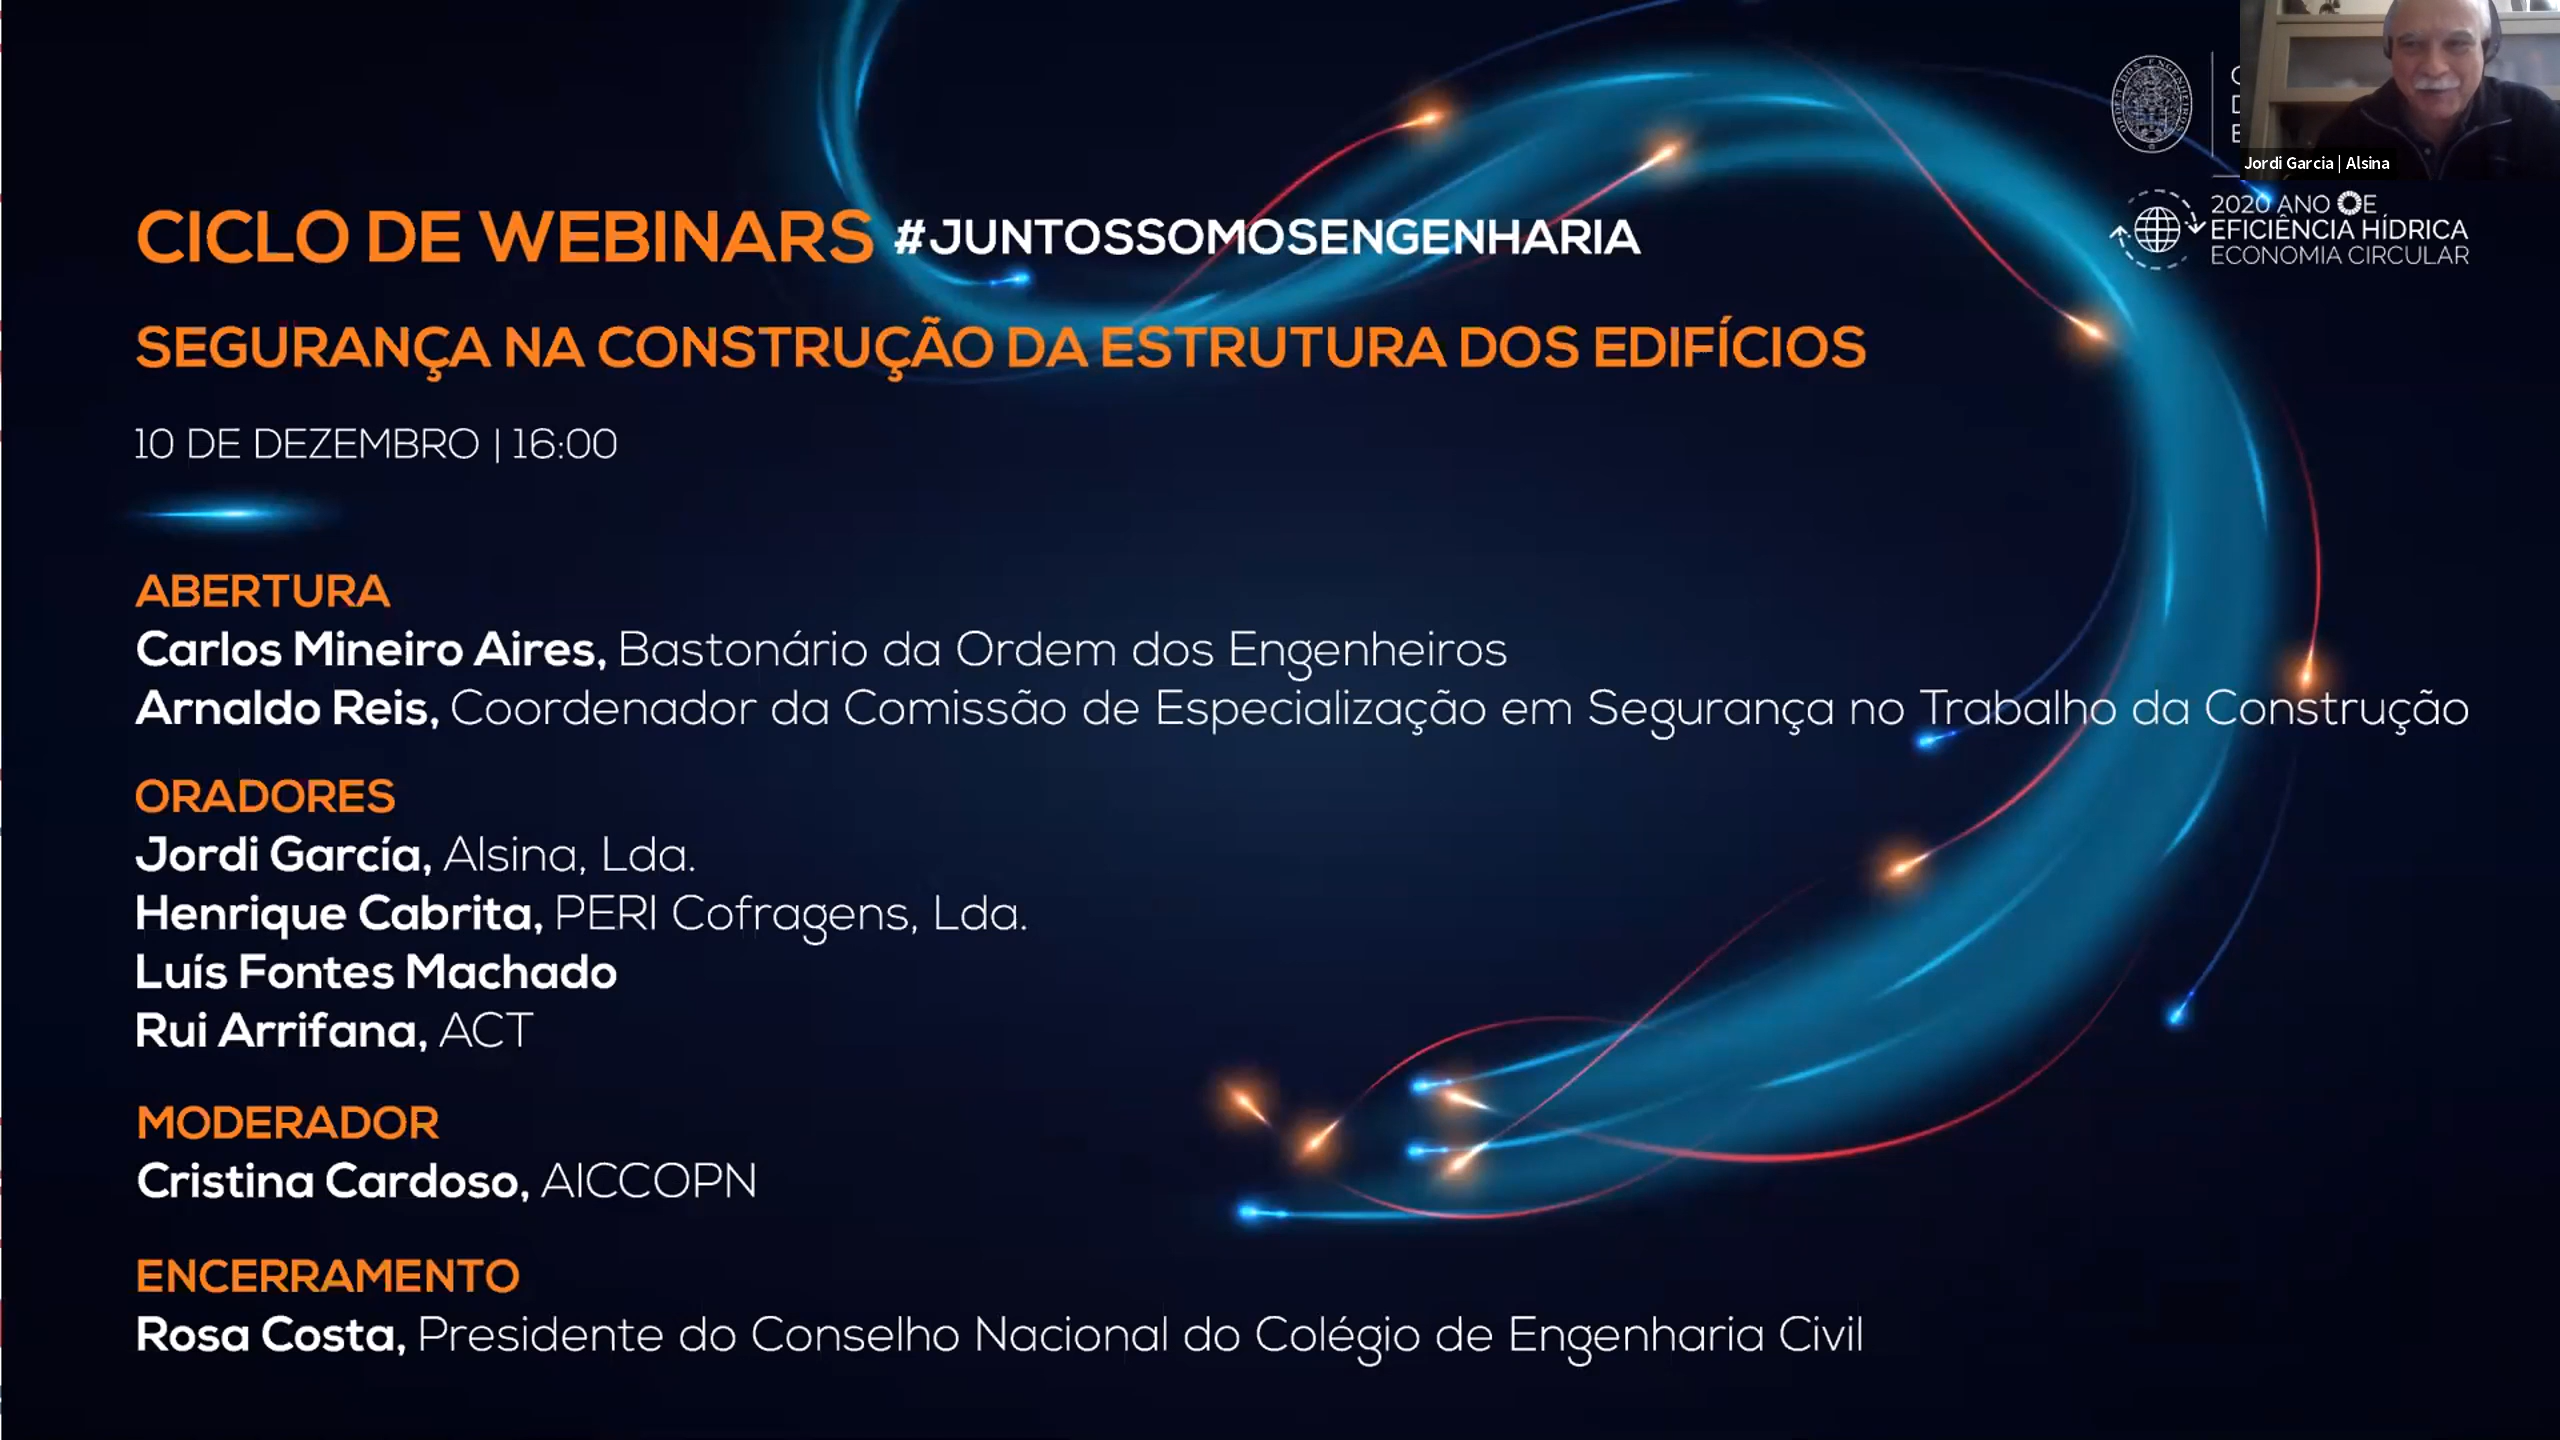 Jordi Garcia | Alsina
ORDEM DOS ENGENHEIROS
2020 ANO OE
EFICIÊNCIA HÍDRICA
ECONOMIA CIRCULAR
CICLO DE WEBINARS #JUNTOSSOMOSENGENHARIA
SEGURANÇA NA CONSTRUÇÃO DA ESTRUTURA DOS EDIFÍCIOS
10 DE DEZEMBRO | 16:00
ABERTURA
Carlos Mineiro Aires, Bastonário da Ordem dos Engenheiros
Arnaldo Reis, Coordenador da Comissão de Especialização em Segurança no Trabalho da Construção
ORADORES
Jordi García, Alsina, Lda.
Henrique Cabrita, PERI Cofragens, Lda.
Luís Fontes Machado
Rui Arrifana, ACT
MODERADOR
Cristina Cardoso, AICCOPN
ENCERRAMENTO
Rosa Costa, Presidente do Conselho Nacional do Colégio de Engenharia Civil